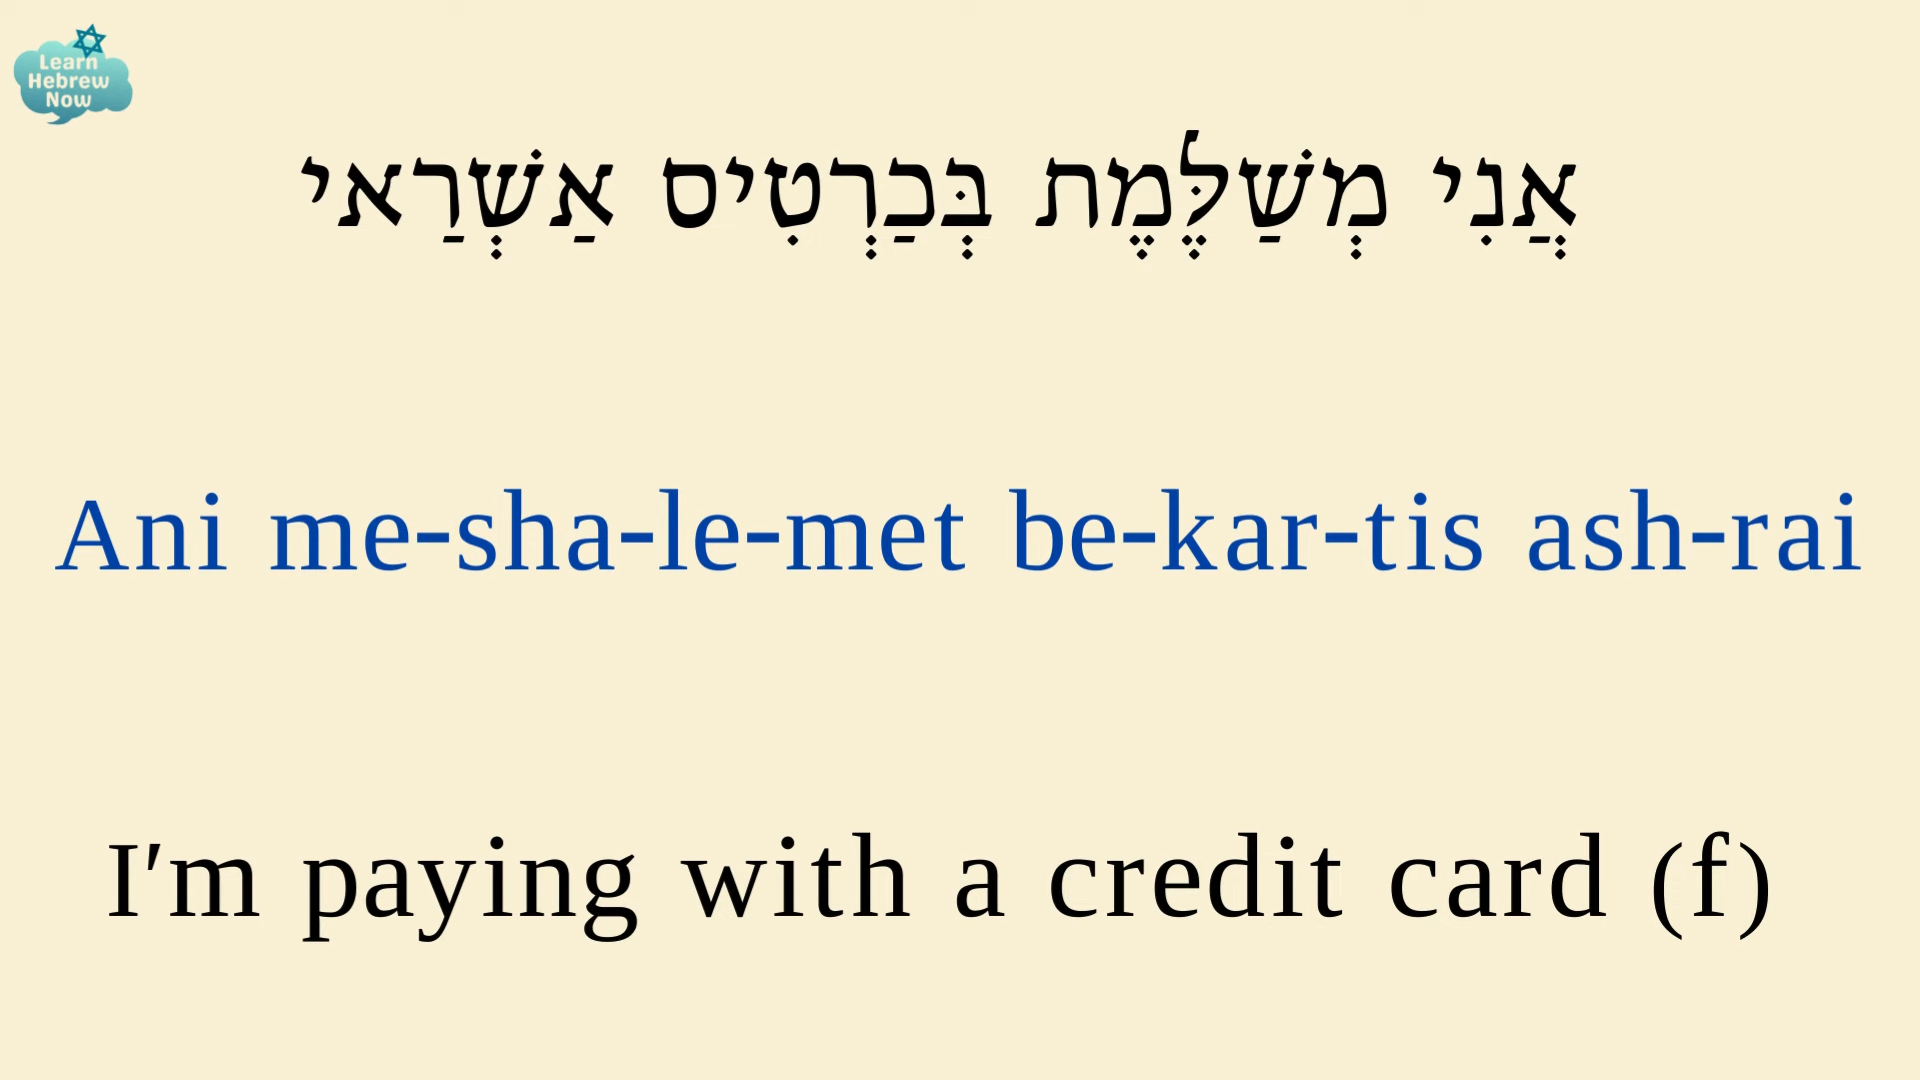 Learn
Hebrew
Now
אֲנִי מְשַׁלֶּמֶת בְּכַרְטִיס אַשְׁרַאי
Ani me-sha-le-met be-kar-tis ash-rai
I'm paying with a credit card (f)